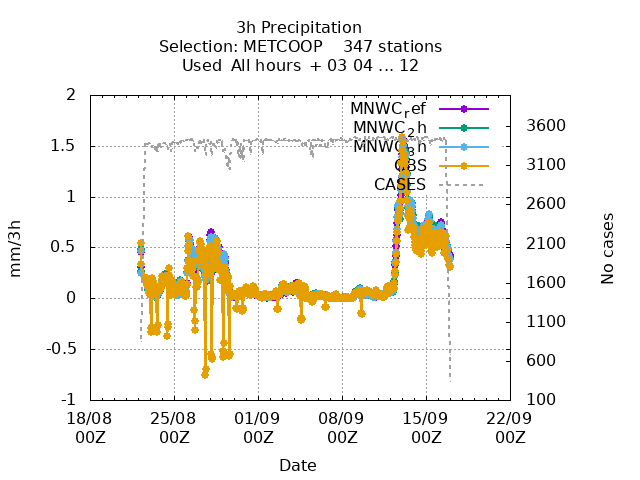 3h Precipitation
Selection: METCOOP    347 stations
Used  All hours  + 03 04 ... 12
mm/3h
2
1.5
1
0.5
0
-0.5
-1
No cases
3600
3100
2600
2100
1600
1100
600
100
MNWC_ref
MNWC_2h
MNWC_3h
OBS
CASES
18/08 00Z
25/08 00Z
01/09 00Z
08/09 00Z
15/09 00Z
22/09 00Z
Date